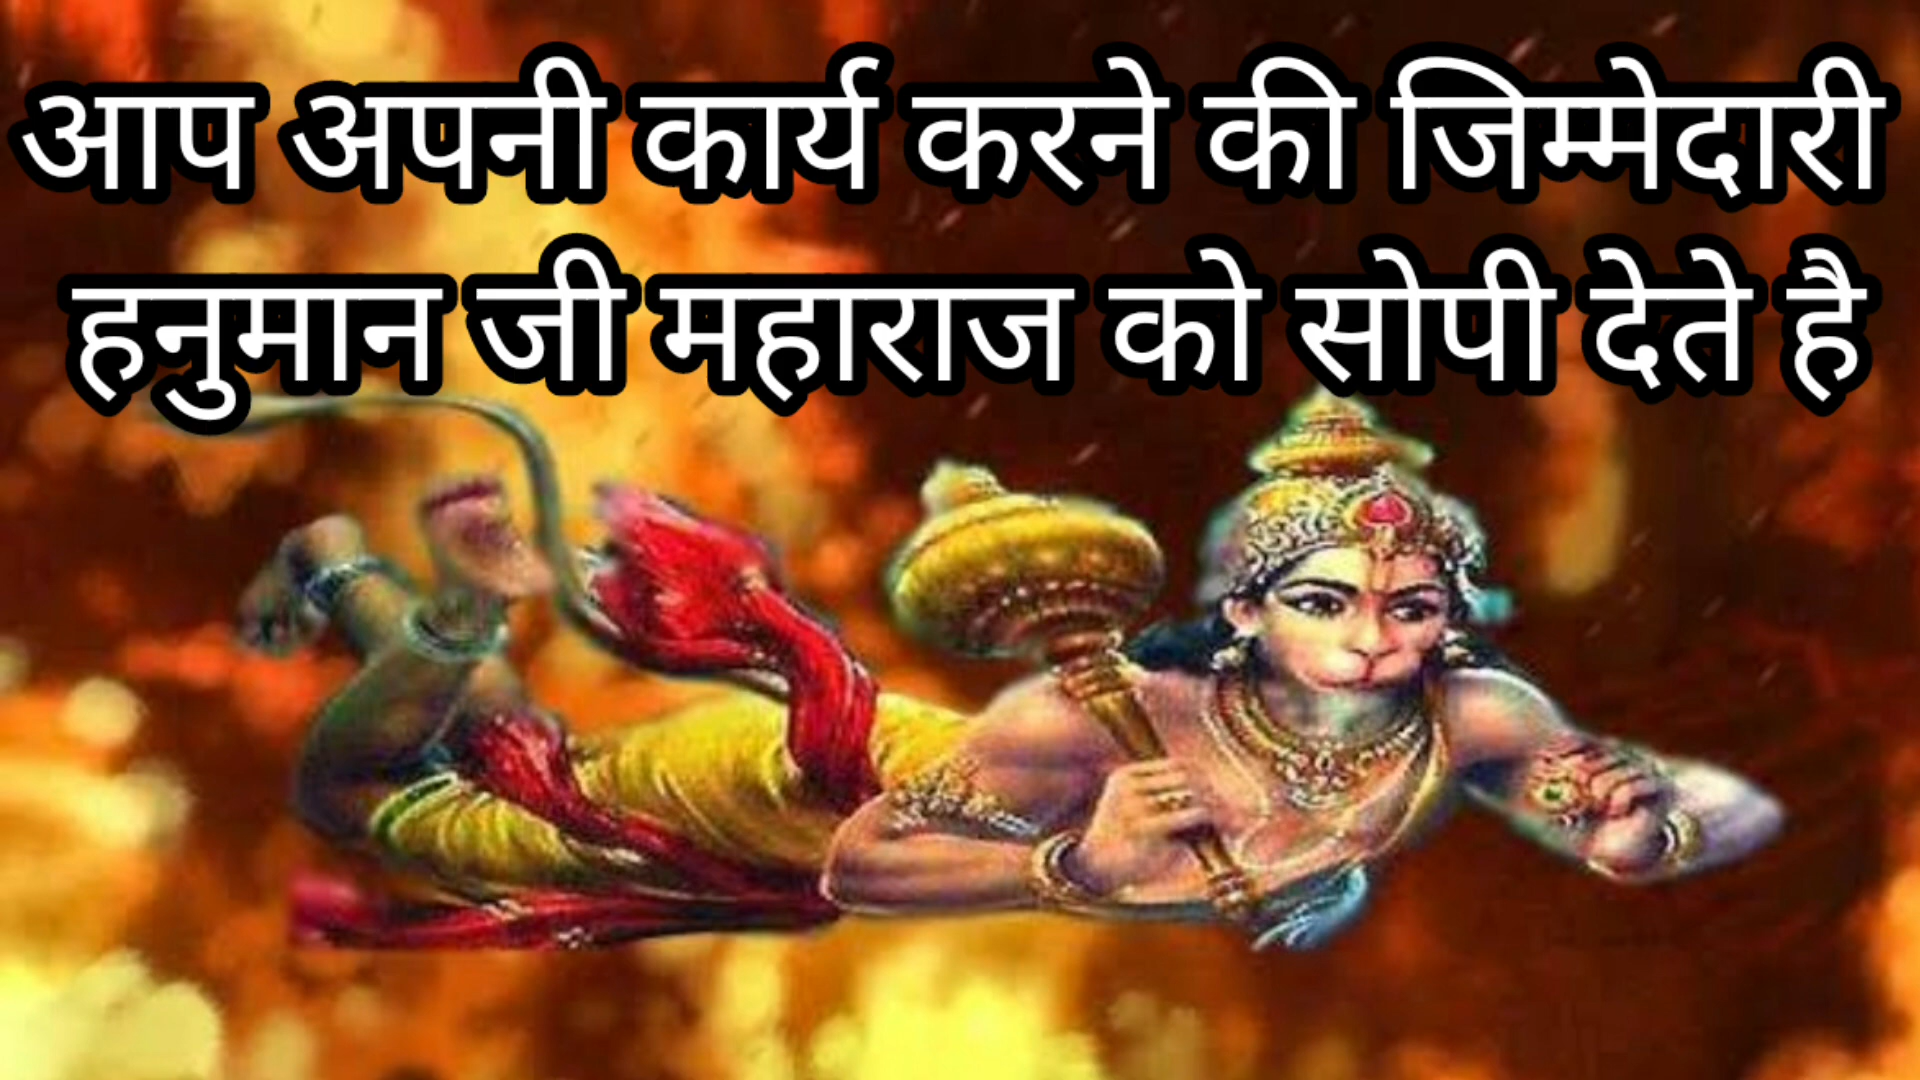 आप अपनी कार्य करने की जिम्मेदारी
हनुमान जी महाराज को सोपी देते है